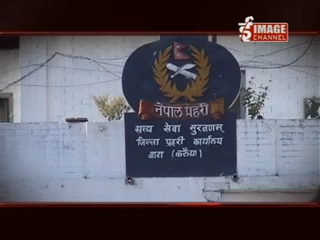 IMAGE
CHANNEL
नेपाल प्रहरी
सत्य सेवा सुरक्षणम्
जिल्ला प्रहरी कार्यालय
बारा (कलैया)